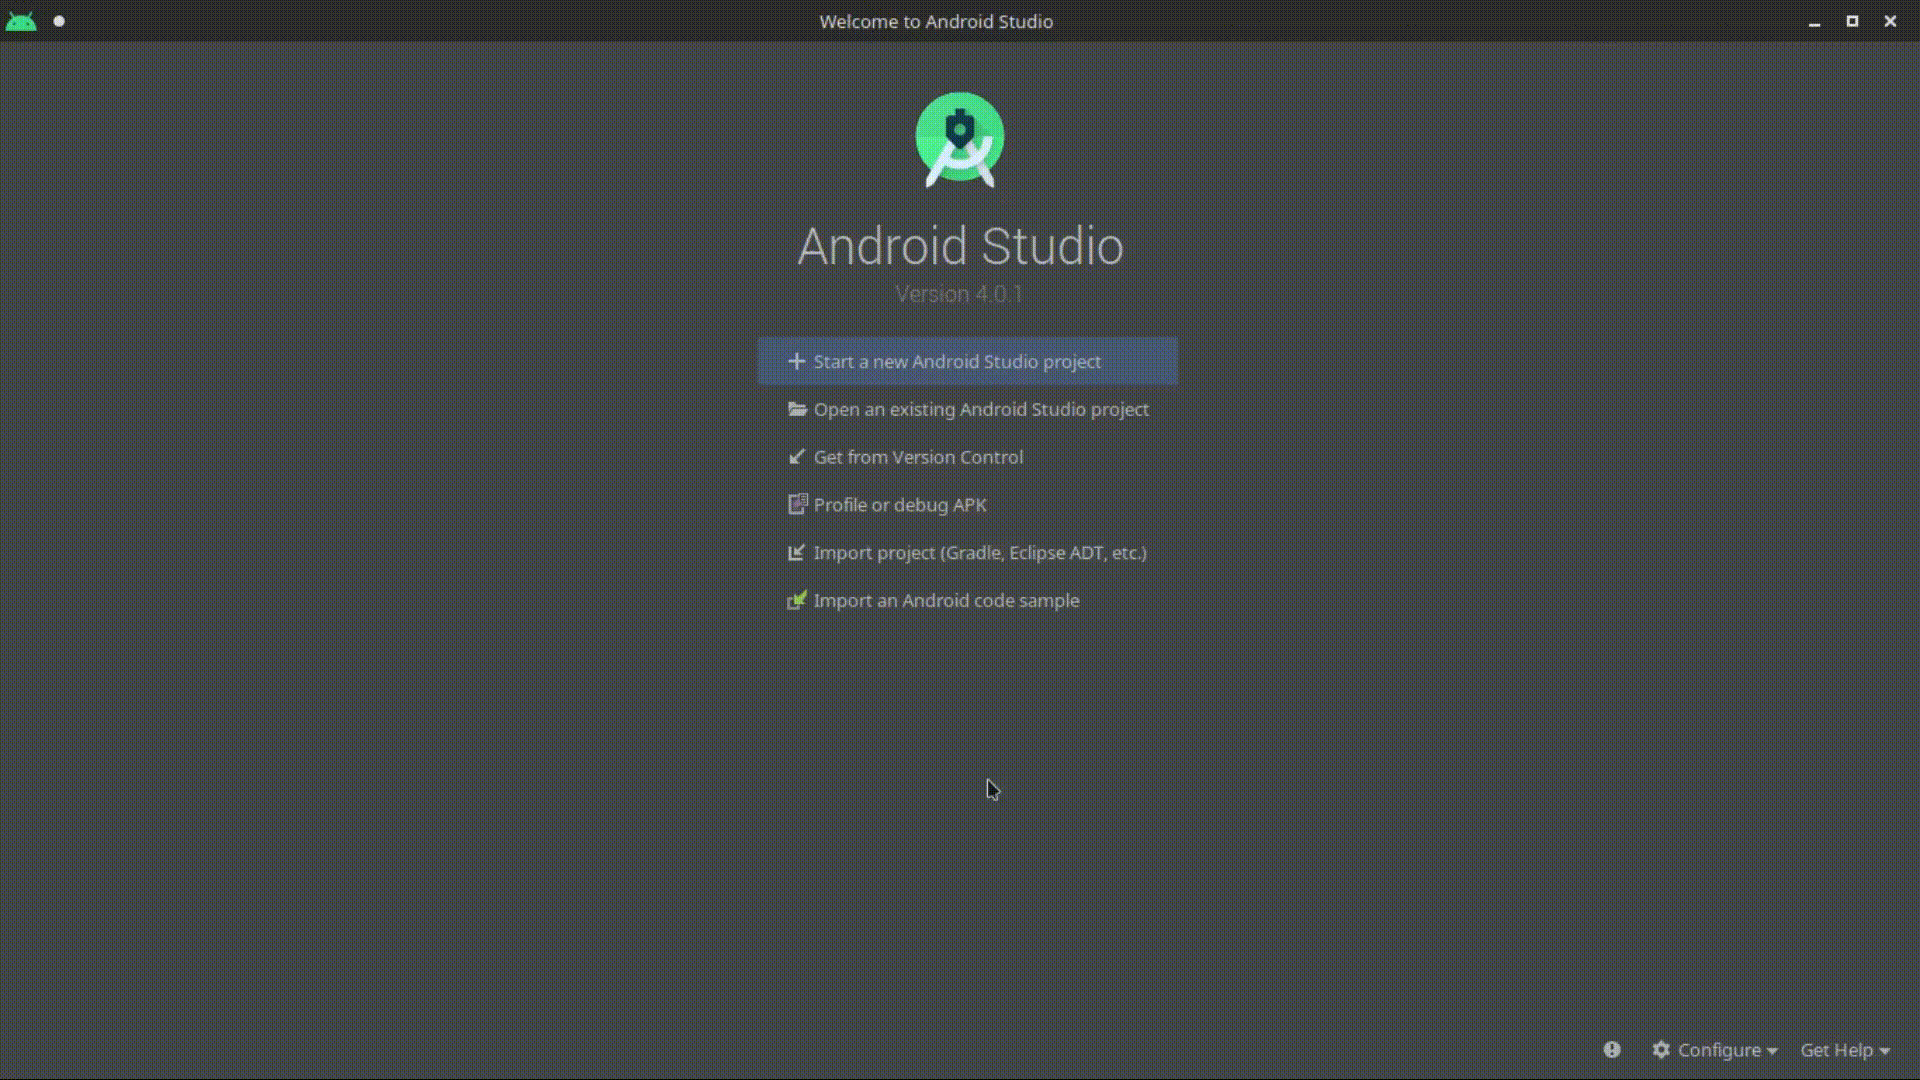 Welcome to Android Studio
Android Studio
Version 4.0.1
Start a new Android Studio project
Open an existing Android Studio project
Get from Version Control
Profile or debug APK
Import project (Gradle, Eclipse ADT, etc.)
Import an Android code sample
Configure
Get Help